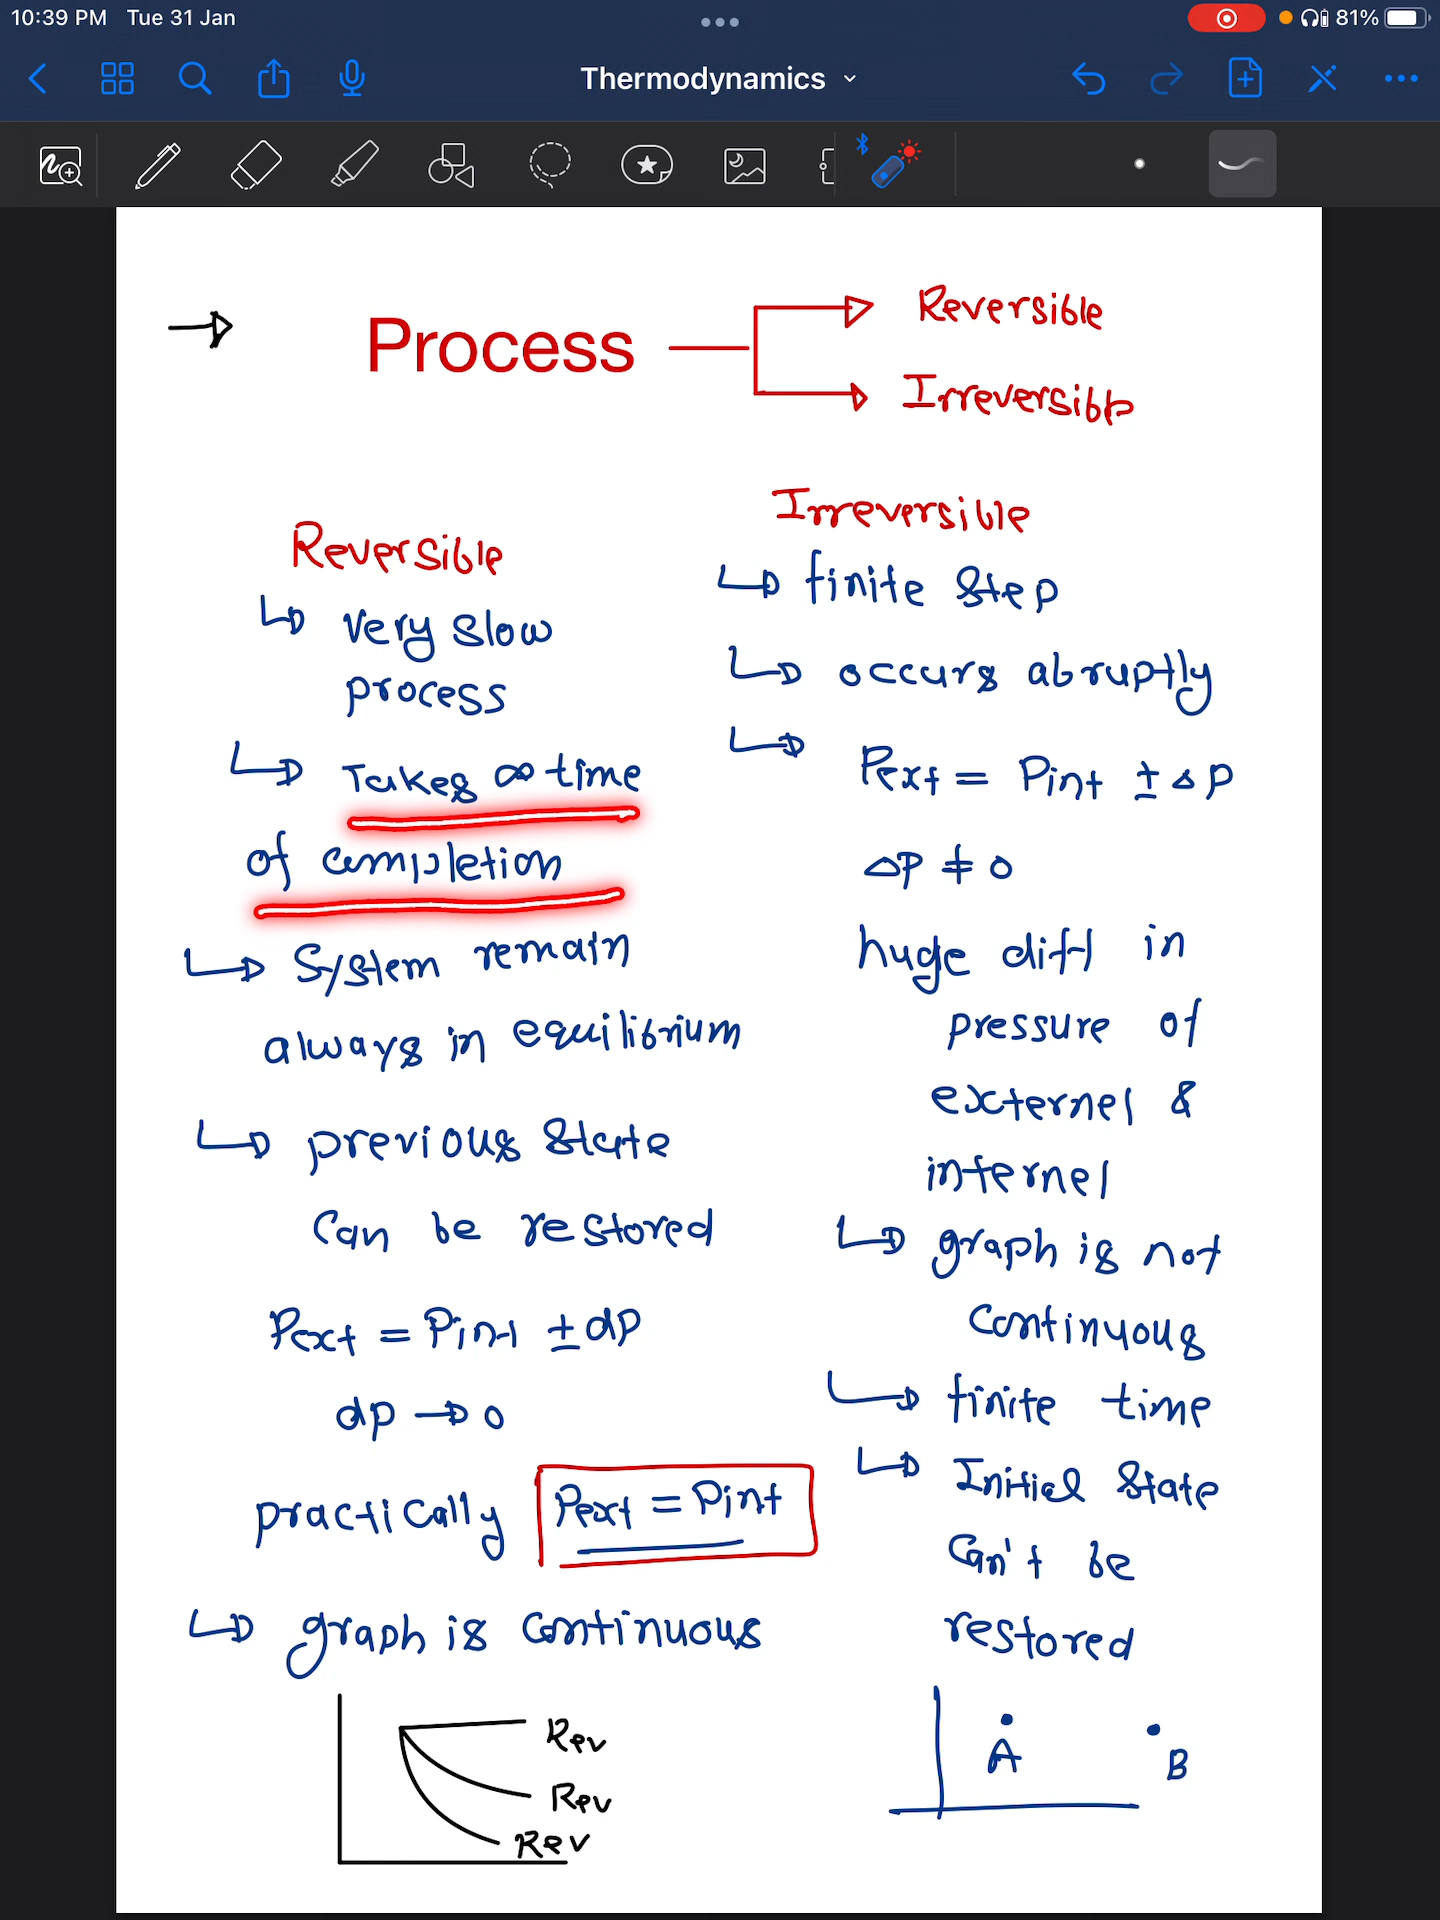 10:39 PM Tue 31 Jan
81%
Thermodynamics
Process
Reversible
Irreversible
Reversible
Very slow
process
Takes ∞ time
of completion
System remain
always in equilibrium
previous state
Can be restored
Pext = Pint ± dp
dp → 0
practically Pext = Pint
graph is continuous
Rev
Rev
Rev
Irreversible
finite step
occurs abruptly
Pext = Pint ± ΔP
ΔP ≠ 0
huge diff in
pressure of
externel &
internel
graph is not
Continuous
finite time
Initial State
Can't be
restored
A
B